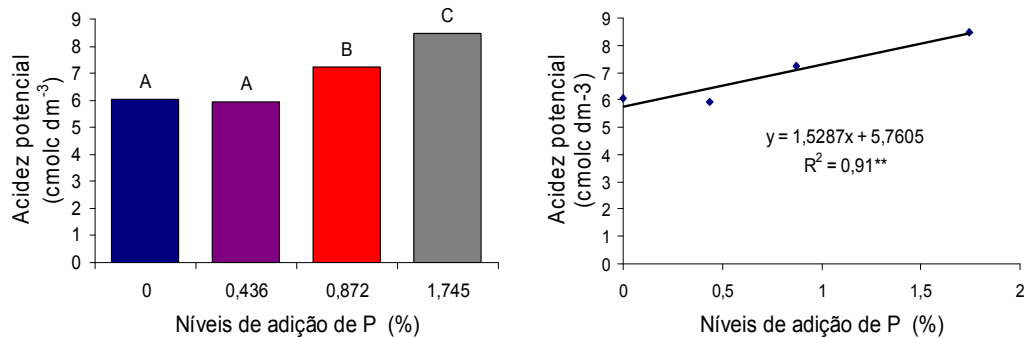 Acidez potencial
(cmolc dm-3)
9
8
7
6
5
4
3
2
1
0
A
A
B
C
0
0,436
0,872
1,745
Níveis de adição de P (%)
Acidez potencial
(cmolc dm-3)
9
8
7
6
5
4
3
2
1
0
y = 1,5287x + 5,7605
R2 = 0,91**
0
0,5
1
1,5
2
Níveis de adição de P (%)